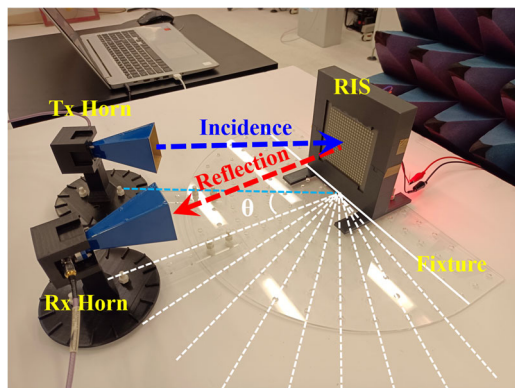 RIS
Tx Horn
Incidence
Reflection
θ
Fixture
Rx Horn